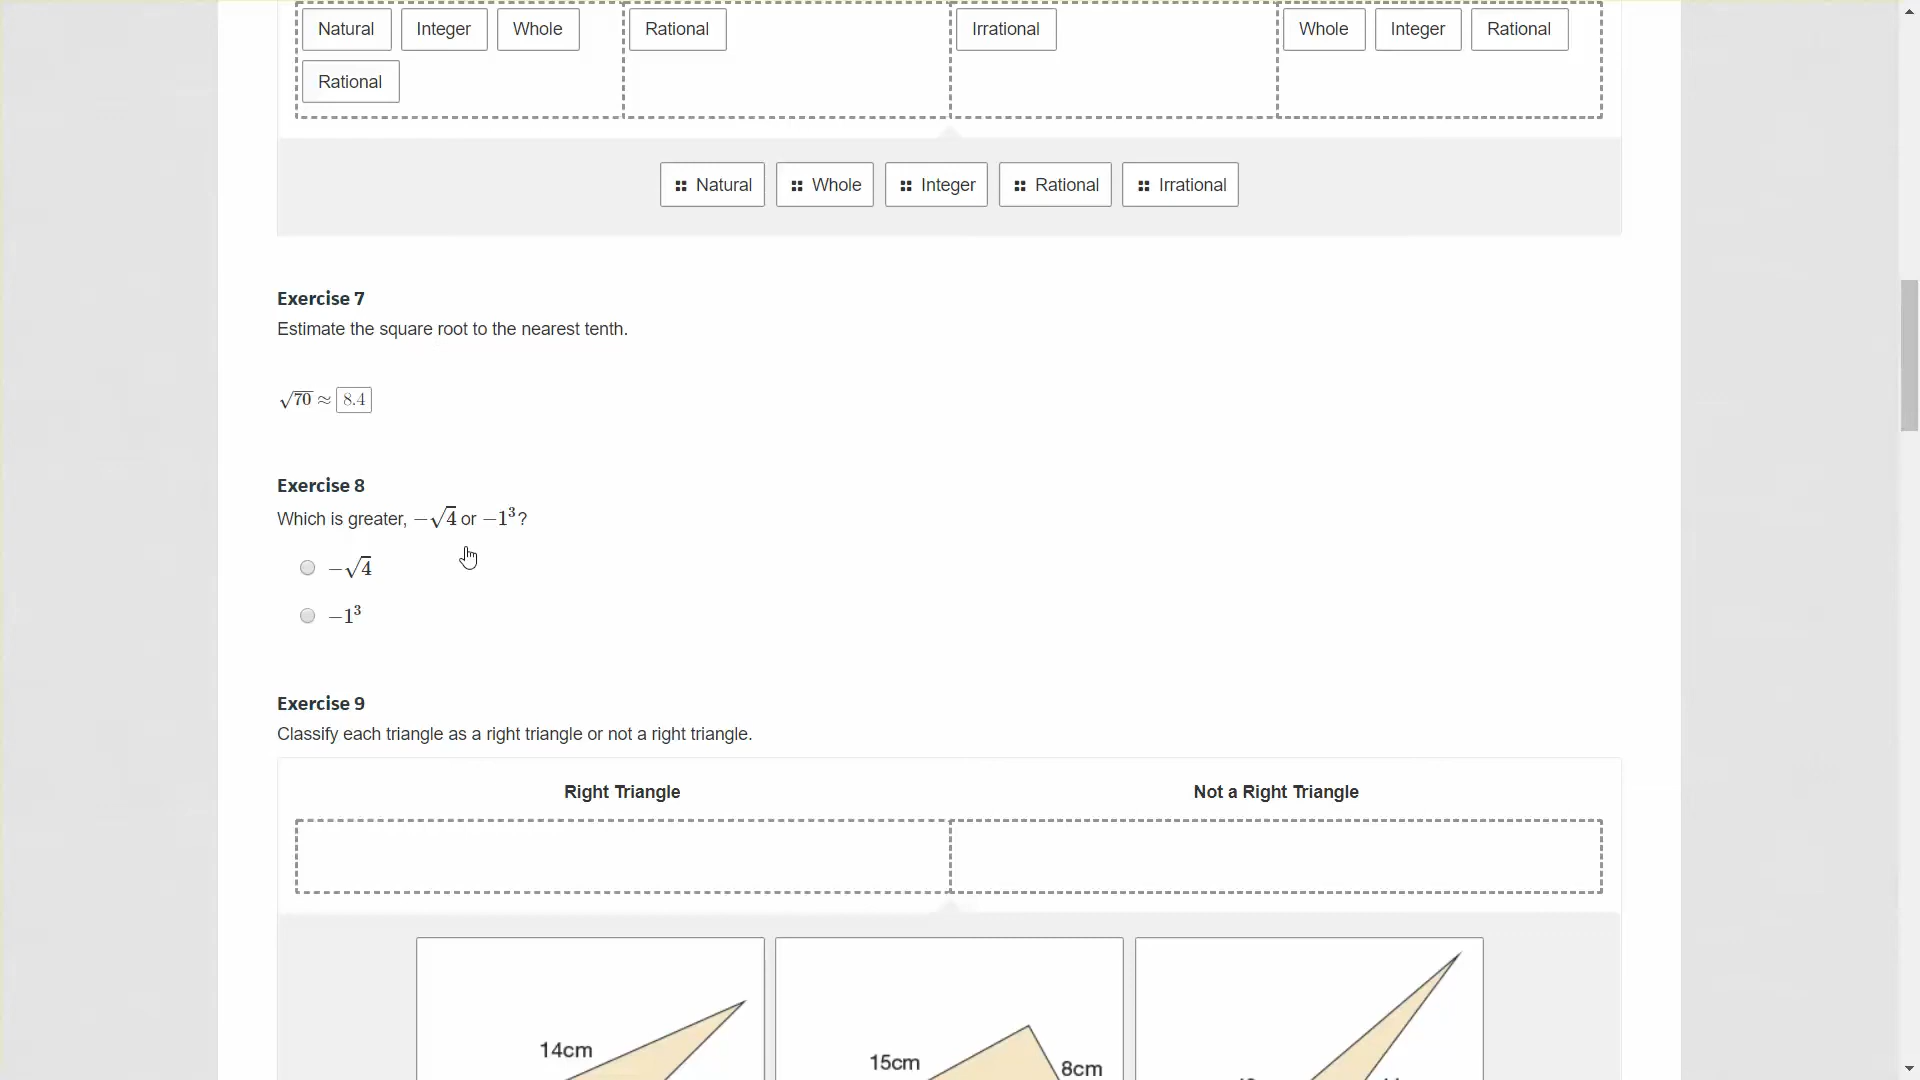 Natural Integer Whole Rational Irrational Whole Integer Rational
Rational
Natural Whole Integer Rational Irrational
Exercise 7
Estimate the square root to the nearest tenth.
√70 ≈ 8.4
Exercise 8
Which is greater, −√4 or −1³?
−√4
−1³
Exercise 9
Classify each triangle as a right triangle or not a right triangle.
Right Triangle Not a Right Triangle
14cm 15cm 8cm